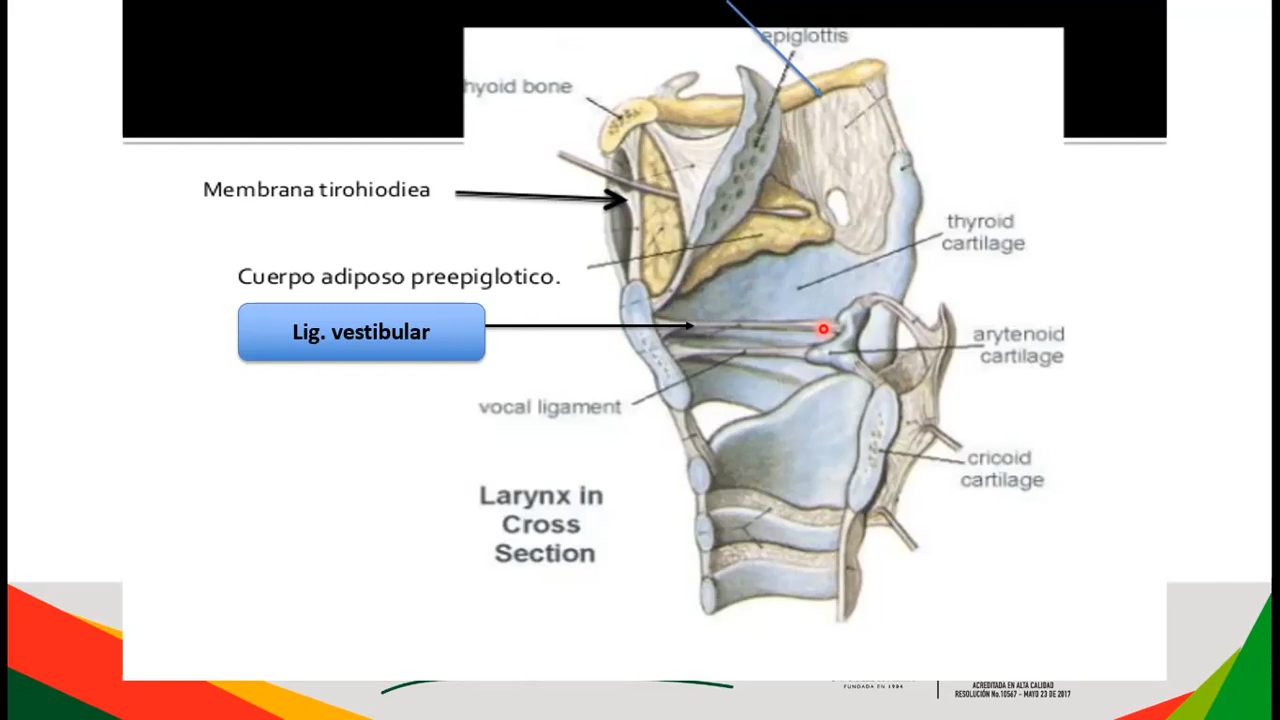 epiglottis
hyoid bone
Membrana tirohiodiea
thyroid
cartilage
Cuerpo adiposo preepiglotico.
Lig. vestibular
arytenoid
cartilage
vocal ligament
cricoid
cartilage
Larynx in
Cross
Section
FUNDADA EN 1984
ACREDITADA EN ALTA CALIDAD
RESOLUCIÓN No.10567 - MAYO 23 DE 2017